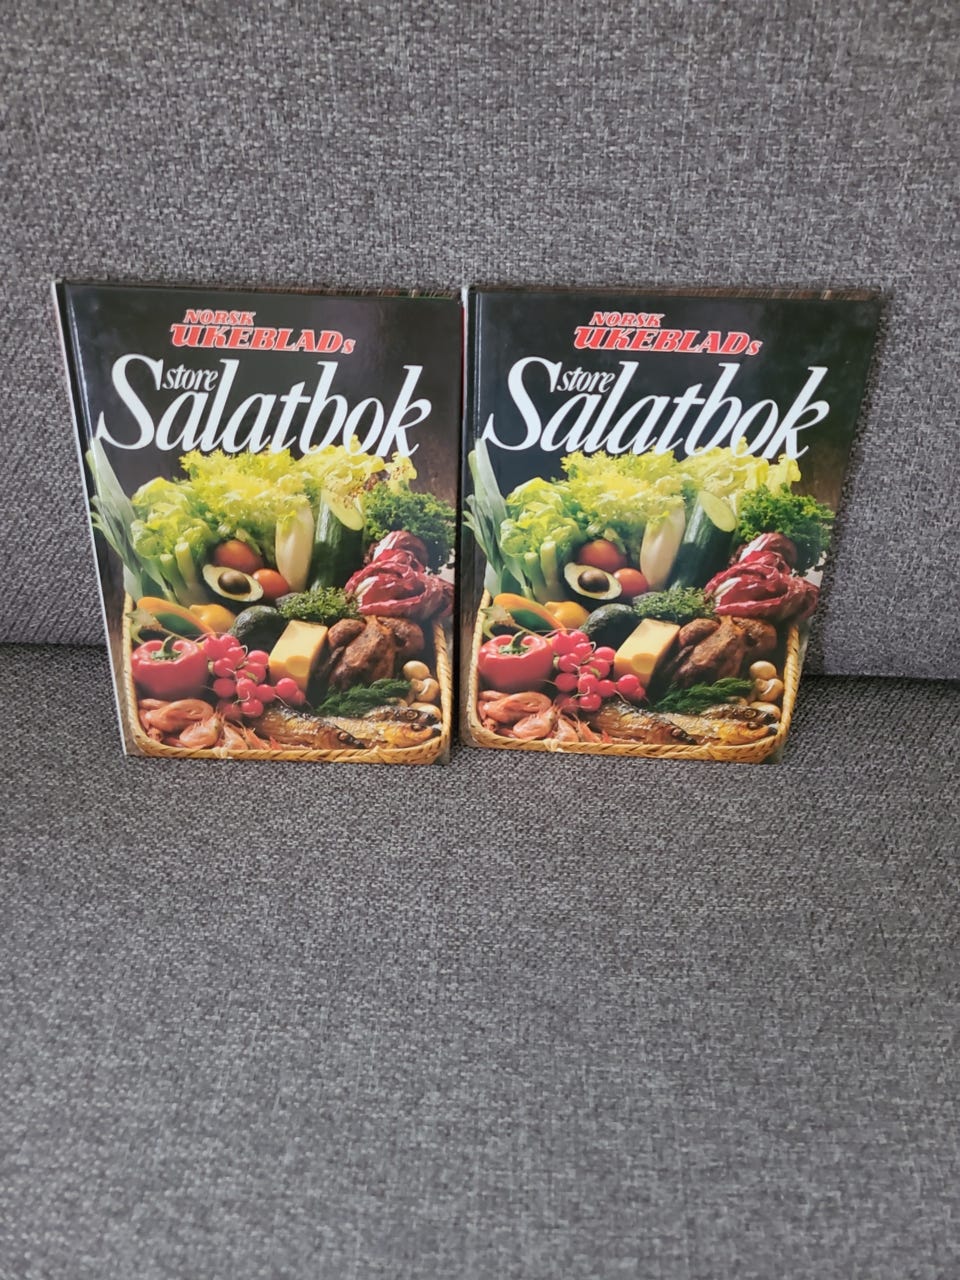 NORSK
UKEBLADs
store
Salatbok
NORSK
UKEBLADs
store
Salatbok